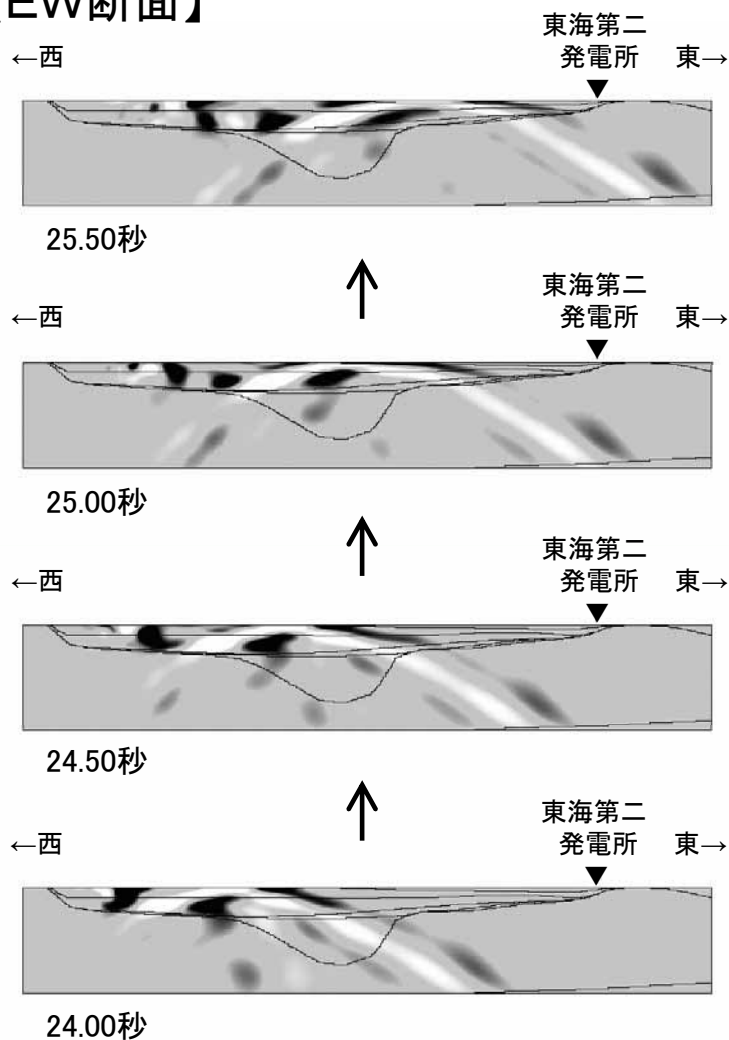 EW断面】
東海第二
←西 発電所 東→
▼
25.50秒
↑
東海第二
←西 発電所 東→
▼
25.00秒
↑
東海第二
←西 発電所 東→
▼
24.50秒
↑
東海第二
←西 発電所 東→
▼
24.00秒